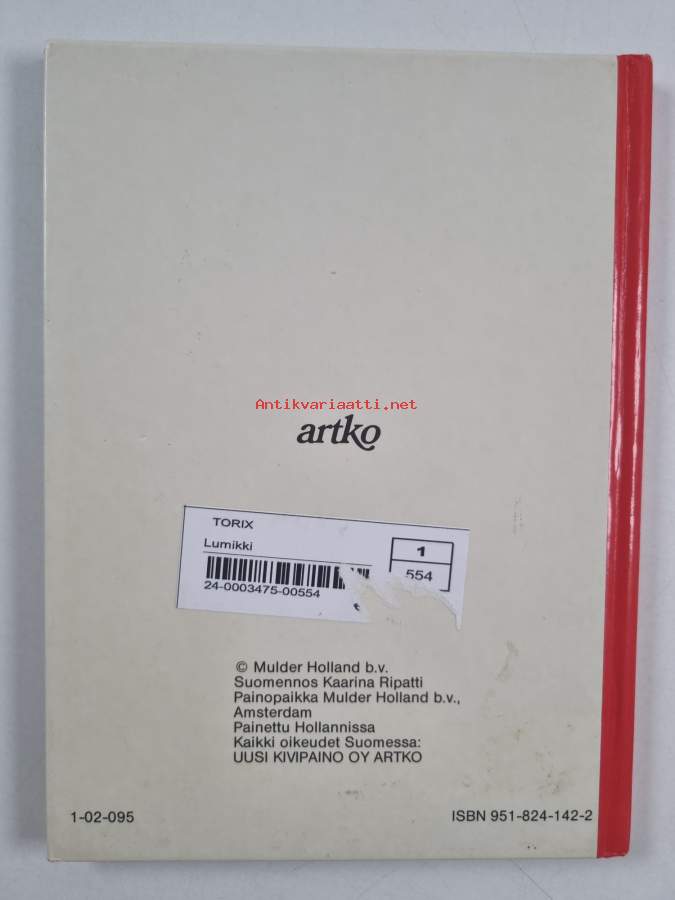 Antikvariaatti.net
artko
TORIX
Lumikki
1
554
24-0003475-00554
© Mulder Holland b.v.
Suomennos Kaarina Ripatti
Painopaikka Mulder Holland b.v.,
Amsterdam
Painettu Hollannissa
Kaikki oikeudet Suomessa:
UUSI KIVIPAINO OY ARTKO
1-02-095
ISBN 951-824-142-2